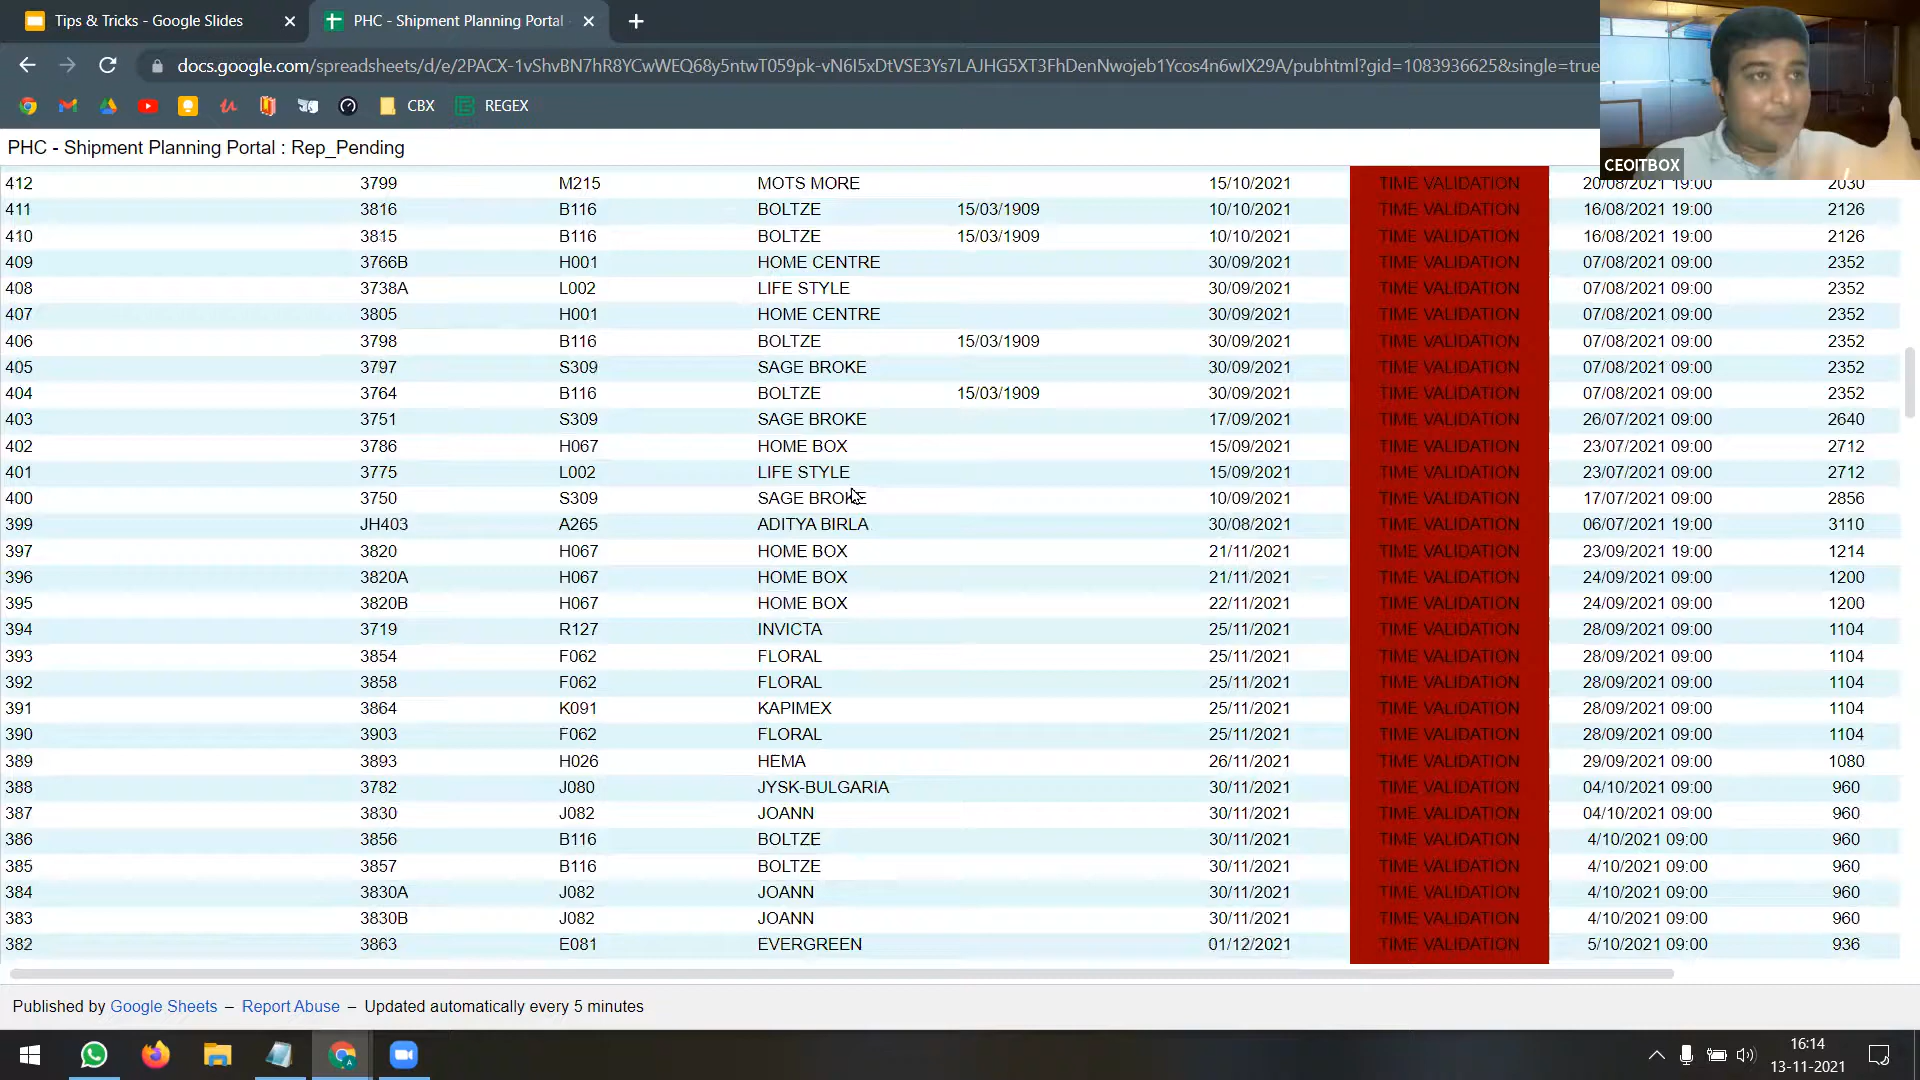 Tips & Tricks - Google Slides
PHC - Shipment Planning Portal
docs.google.com/spreadsheets/d/e/2PACX-1vShvBN7hR8YCwWEQ68y5ntwT059pk-vN6I5xDtVSE3Ys7LAJHG5XT3FhDenNwojeb1Ycos4n6wIX29A/pubhtml?gid=1083936625&single=true
CBX REGEX
CEOITBOX
PHC - Shipment Planning Portal : Rep_Pending
412 3799 M215 MOTS MORE 15/10/2021 TIME VALIDATION 20/08/2021 19:00 2030
411 3816 B116 BOLTZE 15/03/1909 10/10/2021 TIME VALIDATION 16/08/2021 19:00 2126
410 3815 B116 BOLTZE 15/03/1909 10/10/2021 TIME VALIDATION 16/08/2021 19:00 2126
409 3766B H001 HOME CENTRE 30/09/2021 TIME VALIDATION 07/08/2021 09:00 2352
408 3738A L002 LIFE STYLE 30/09/2021 TIME VALIDATION 07/08/2021 09:00 2352
407 3805 H001 HOME CENTRE 30/09/2021 TIME VALIDATION 07/08/2021 09:00 2352
406 3798 B116 BOLTZE 15/03/1909 30/09/2021 TIME VALIDATION 07/08/2021 09:00 2352
405 3797 S309 SAGE BROKE 30/09/2021 TIME VALIDATION 07/08/2021 09:00 2352
404 3764 B116 BOLTZE 15/03/1909 30/09/2021 TIME VALIDATION 07/08/2021 09:00 2352
403 3751 S309 SAGE BROKE 17/09/2021 TIME VALIDATION 26/07/2021 09:00 2640
402 3786 H067 HOME BOX 15/09/2021 TIME VALIDATION 23/07/2021 09:00 2712
401 3775 L002 LIFE STYLE 15/09/2021 TIME VALIDATION 23/07/2021 09:00 2712
400 3750 S309 SAGE BROKE 10/09/2021 TIME VALIDATION 17/07/2021 09:00 2856
399 JH403 A265 ADITYA BIRLA 30/08/2021 TIME VALIDATION 06/07/2021 19:00 3110
397 3820 H067 HOME BOX 21/11/2021 TIME VALIDATION 23/09/2021 19:00 1214
396 3820A H067 HOME BOX 21/11/2021 TIME VALIDATION 24/09/2021 09:00 1200
395 3820B H067 HOME BOX 22/11/2021 TIME VALIDATION 24/09/2021 09:00 1200
394 3719 R127 INVICTA 25/11/2021 TIME VALIDATION 28/09/2021 09:00 1104
393 3854 F062 FLORAL 25/11/2021 TIME VALIDATION 28/09/2021 09:00 1104
392 3858 F062 FLORAL 25/11/2021 TIME VALIDATION 28/09/2021 09:00 1104
391 3864 K091 KAPIMEX 25/11/2021 TIME VALIDATION 28/09/2021 09:00 1104
390 3903 F062 FLORAL 25/11/2021 TIME VALIDATION 28/09/2021 09:00 1104
389 3893 H026 HEMA 26/11/2021 TIME VALIDATION 29/09/2021 09:00 1080
388 3782 J080 JYSK-BULGARIA 30/11/2021 TIME VALIDATION 04/10/2021 09:00 960
387 3830 J082 JOANN 30/11/2021 TIME VALIDATION 04/10/2021 09:00 960
386 3856 B116 BOLTZE 30/11/2021 TIME VALIDATION 4/10/2021 09:00 960
385 3857 B116 BOLTZE 30/11/2021 TIME VALIDATION 4/10/2021 09:00 960
384 3830A J082 JOANN 30/11/2021 TIME VALIDATION 4/10/2021 09:00 960
383 3830B J082 JOANN 30/11/2021 TIME VALIDATION 4/10/2021 09:00 960
382 3863 E081 EVERGREEN 01/12/2021 TIME VALIDATION 5/10/2021 09:00 936
Published by Google Sheets – Report Abuse – Updated automatically every 5 minutes
16:14
13-11-2021